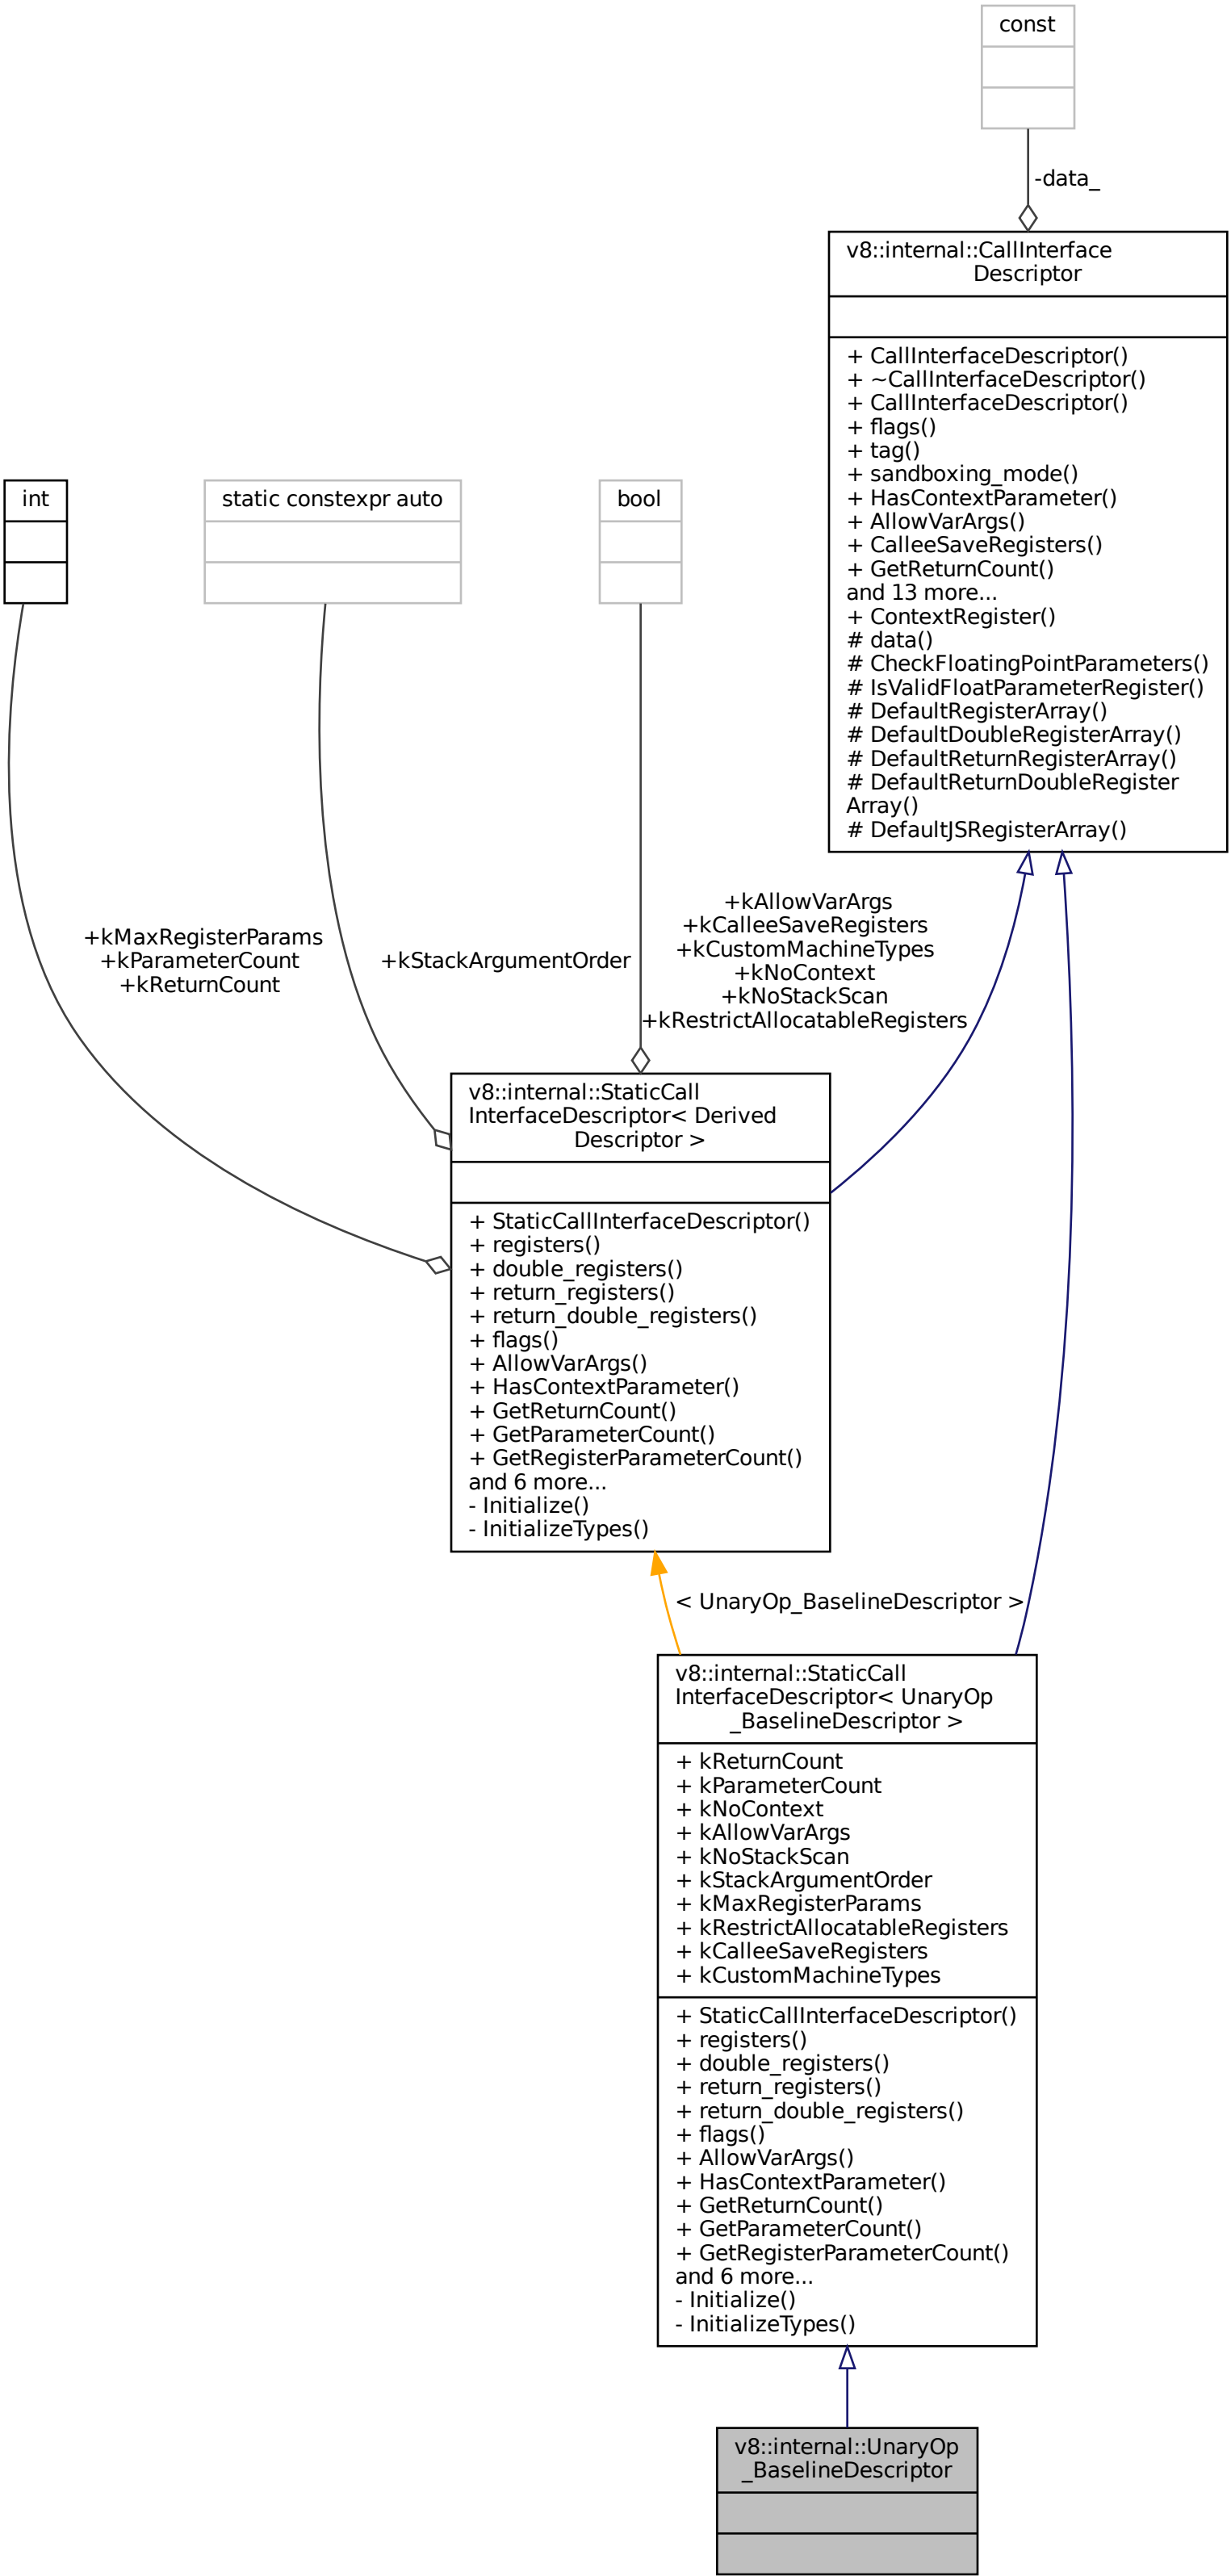 const
-data_
v8::internal::CallInterface
Descriptor
+ CallInterfaceDescriptor()
+ ~CallInterfaceDescriptor()
+ CallInterfaceDescriptor()
+ flags()
+ tag()
+ sandboxing_mode()
+ HasContextParameter()
+ AllowVarArgs()
+ CalleeSaveRegisters()
+ GetReturnCount()
and 13 more...
+ ContextRegister()
# data()
# CheckFloatingPointParameters()
# IsValidFloatParameterRegister()
# DefaultRegisterArray()
# DefaultDoubleRegisterArray()
# DefaultReturnRegisterArray()
# DefaultReturnDoubleRegister
Array()
# DefaultJSRegisterArray()
int
static constexpr auto
bool
+kMaxRegisterParams
+kParameterCount
+kReturnCount
+kStackArgumentOrder
+kAllowVarArgs
+kCalleeSaveRegisters
+kCustomMachineTypes
+kNoContext
+kNoStackScan
+kRestrictAllocatableRegisters
v8::internal::StaticCall
InterfaceDescriptor< Derived
Descriptor >
+ StaticCallInterfaceDescriptor()
+ registers()
+ double_registers()
+ return_registers()
+ return_double_registers()
+ flags()
+ AllowVarArgs()
+ HasContextParameter()
+ GetReturnCount()
+ GetParameterCount()
+ GetRegisterParameterCount()
and 6 more...
- Initialize()
- InitializeTypes()
< UnaryOp_BaselineDescriptor >
v8::internal::StaticCall
InterfaceDescriptor< UnaryOp
_BaselineDescriptor >
+ kReturnCount
+ kParameterCount
+ kNoContext
+ kAllowVarArgs
+ kNoStackScan
+ kStackArgumentOrder
+ kMaxRegisterParams
+ kRestrictAllocatableRegisters
+ kCalleeSaveRegisters
+ kCustomMachineTypes
+ StaticCallInterfaceDescriptor()
+ registers()
+ double_registers()
+ return_registers()
+ return_double_registers()
+ flags()
+ AllowVarArgs()
+ HasContextParameter()
+ GetReturnCount()
+ GetParameterCount()
+ GetRegisterParameterCount()
and 6 more...
- Initialize()
- InitializeTypes()
v8::internal::UnaryOp
_BaselineDescriptor